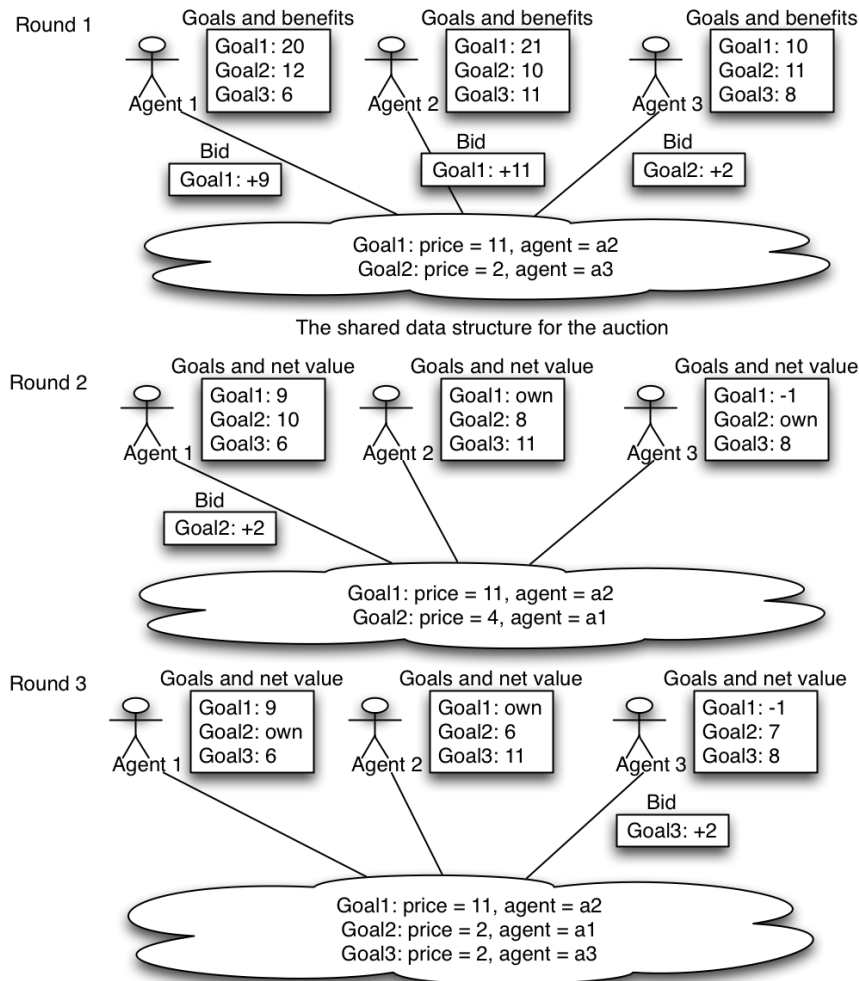 Round 1
Goals and benefits
Goal1: 20
Goal2: 12
Goal3: 6
Agent 1
Bid
Goal1: +9
Goals and benefits
Goal1: 21
Goal2: 10
Goal3: 11
Agent 2
Bid
Goal1: +11
Goals and benefits
Goal1: 10
Goal2: 11
Goal3: 8
Agent 3
Bid
Goal2: +2
Goal1: price = 11, agent = a2
Goal2: price = 2, agent = a3
The shared data structure for the auction
Round 2
Goals and net value
Goal1: 9
Goal2: 10
Goal3: 6
Agent 1
Bid
Goal2: +2
Goals and net value
Goal1: own
Goal2: 8
Goal3: 11
Agent 2
Goals and net value
Goal1: -1
Goal2: own
Goal3: 8
Agent 3
Goal1: price = 11, agent = a2
Goal2: price = 4, agent = a1
Round 3
Goals and net value
Goal1: 9
Goal2: own
Goal3: 6
Agent 1
Goals and net value
Goal1: own
Goal2: 6
Goal3: 11
Agent 2
Goals and net value
Goal1: -1
Goal2: 7
Goal3: 8
Agent 3
Bid
Goal3: +2
Goal1: price = 11, agent = a2
Goal2: price = 2, agent = a1
Goal3: price = 2, agent = a3